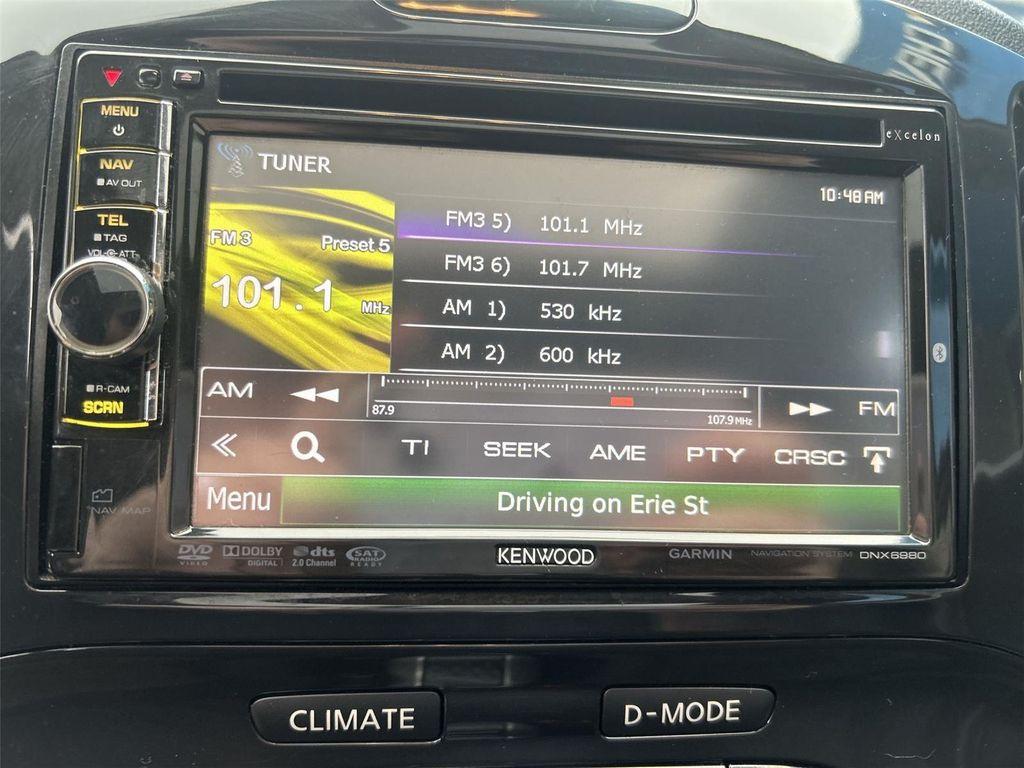 MENU
NAV
AV OUT
TEL
TAG
VOL ATT
R-CAM
SCRN
NAV MAP
eXcelon
TUNER
10:48 AM
FM3
Preset 5
101.1 MHz
FM3 5) 101.1 MHz
FM3 6) 101.7 MHz
AM 1) 530 kHz
AM 2) 600 kHz
AM
87.9
107.9 MHz
FM
TI SEEK AME PTY CRSC
Menu
Driving on Erie St
DVD VIDEO
DOLBY DIGITAL
dts 2.0 Channel
SAT RADIO READY
KENWOOD
GARMIN NAVIGATION SYSTEM DNX6980
CLIMATE
D-MODE